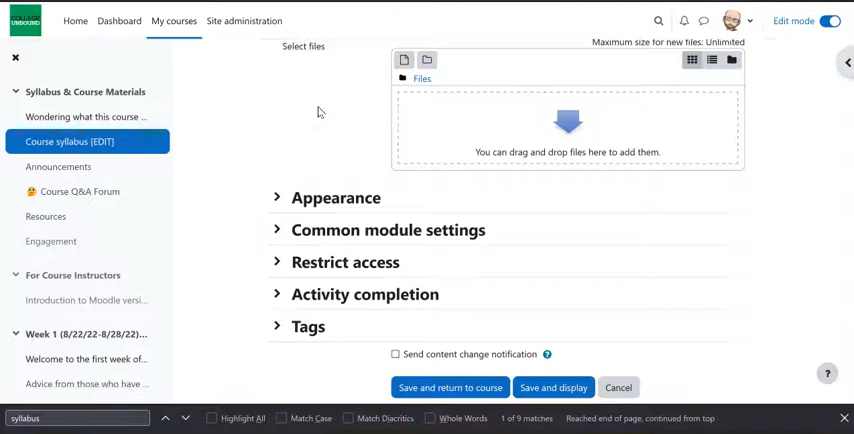 COLLEGE
UNBOUND
Home Dashboard My courses Site administration Edit mode
Select files Maximum size for new files: Unlimited
Files
You can drag and drop files here to add them.
Syllabus & Course Materials
Wondering what this course ...
Course syllabus [EDIT]
Announcements
🤔 Course Q&A Forum
Resources
Engagement
For Course Instructors
Introduction to Moodle versi...
Week 1 (8/22/22-8/28/22)...
Welcome to the first week of...
Advice from those who have ...
Appearance
Common module settings
Restrict access
Activity completion
Tags
Send content change notification ?
Save and return to course Save and display Cancel
?
syllabus Highlight All Match Case Match Diacritics Whole Words 1 of 9 matches Reached end of page, continued from top